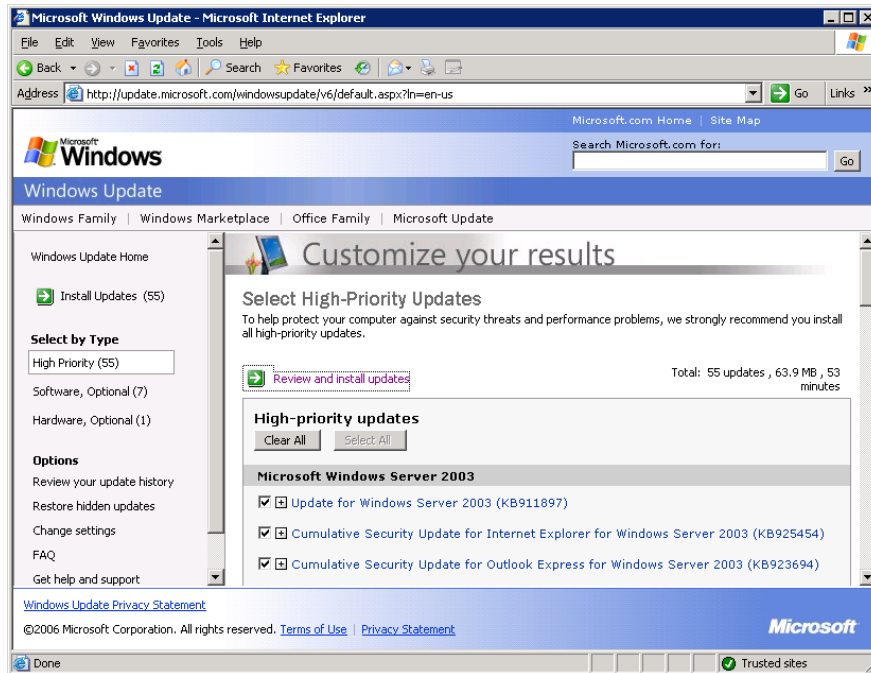 Microsoft Windows Update - Microsoft Internet Explorer
File Edit View Favorites Tools Help
Back Search Favorites
Address http://update.microsoft.com/windowsupdate/v6/default.aspx?ln=en-us Go Links »
Microsoft.com Home | Site Map
Microsoft
Windows
Search Microsoft.com for:
Go
Windows Update
Windows Family | Windows Marketplace | Office Family | Microsoft Update
Windows Update Home
Install Updates (55)
Select by Type
High Priority (55)
Software, Optional (7)
Hardware, Optional (1)
Options
Review your update history
Restore hidden updates
Change settings
FAQ
Get help and support
Customize your results
Select High-Priority Updates
To help protect your computer against security threats and performance problems, we strongly recommend you install
all high-priority updates.
Review and install updates
Total: 55 updates , 63.9 MB , 53
minutes
High-priority updates
Clear All Select All
Microsoft Windows Server 2003
Update for Windows Server 2003 (KB911897)
Cumulative Security Update for Internet Explorer for Windows Server 2003 (KB925454)
Cumulative Security Update for Outlook Express for Windows Server 2003 (KB923694)
Windows Update Privacy Statement
©2006 Microsoft Corporation. All rights reserved. Terms of Use | Privacy Statement
Microsoft
Done Trusted sites